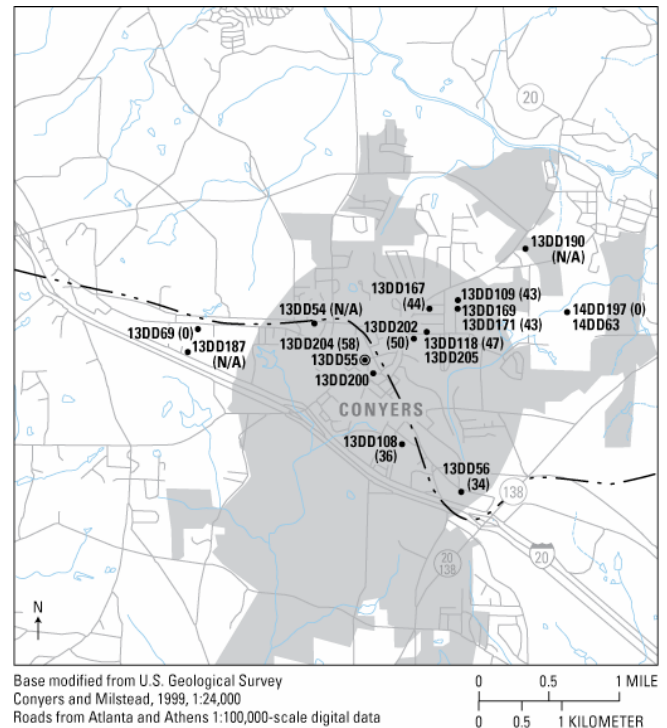 20
13DD190
(N/A)
13DD167
(44)
13DD109 (43)
13DD169
13DD171 (43)
14DD197 (0)
14DD63
13DD54 (N/A)
13DD69 (0)
13DD187
(N/A)
13DD202
(50)
13DD204 (58)
13DD118 (47)
13DD205
13DD55
13DD200
CONYERS
13DD108
(36)
13DD56
(34)
138
20
138
20
N
Base modified from U.S. Geological Survey
Conyers and Milstead, 1999, 1:24,000
Roads from Atlanta and Athens 1:100,000-scale digital data
0 0.5 1 MILE
0 0.5 1 KILOMETER